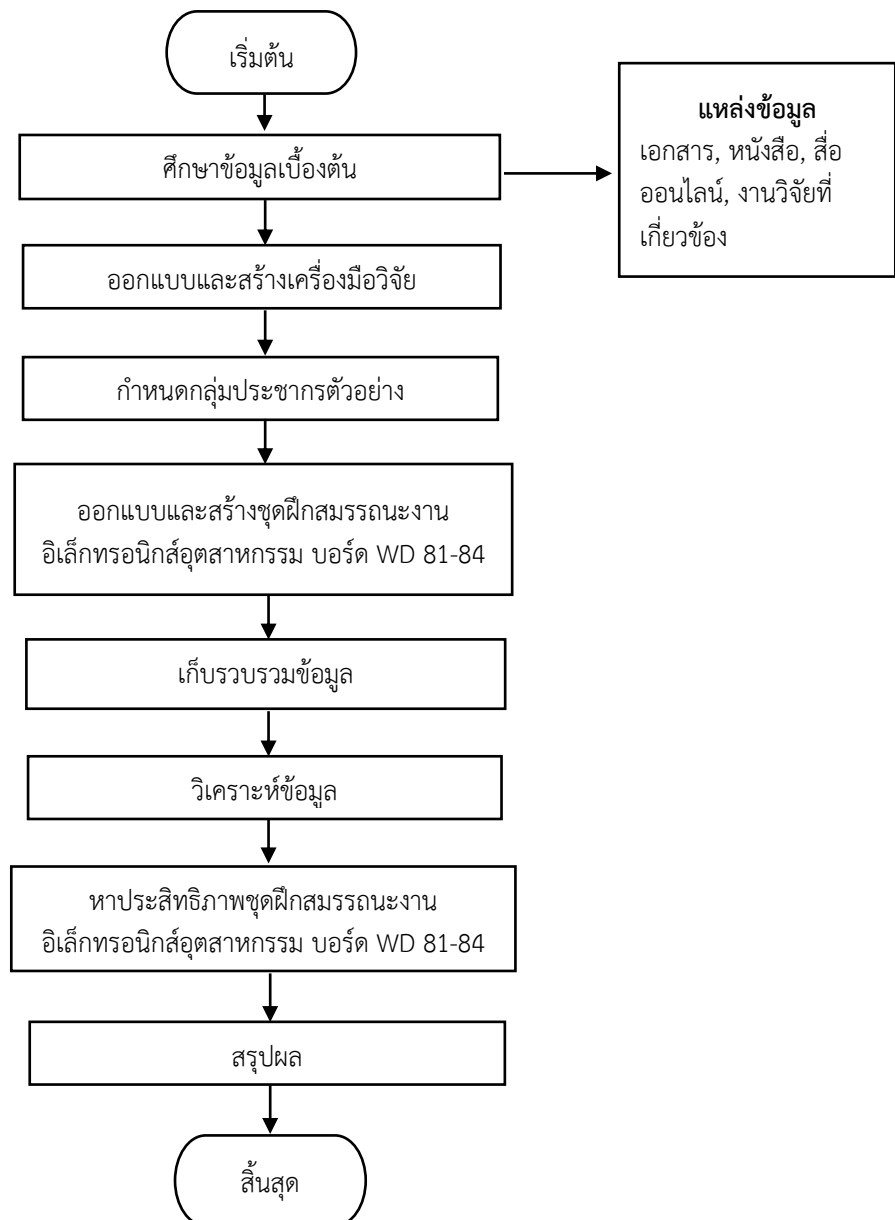 เริ่มต้น
ศึกษาข้อมูลเบื้องต้น
แหล่งข้อมูล
เอกสาร, หนังสือ, สื่อ
ออนไลน์, งานวิจัยที่
เกี่ยวข้อง
ออกแบบและสร้างเครื่องมือวิจัย
กำหนดกลุ่มประชากรตัวอย่าง
ออกแบบและสร้างชุดฝึกสมรรถนะงาน
อิเล็กทรอนิกส์อุตสาหกรรม บอร์ด WD 81-84
เก็บรวบรวมข้อมูล
วิเคราะห์ข้อมูล
หาประสิทธิภาพชุดฝึกสมรรถนะงาน
อิเล็กทรอนิกส์อุตสาหกรรม บอร์ด WD 81-84
สรุปผล
สิ้นสุด